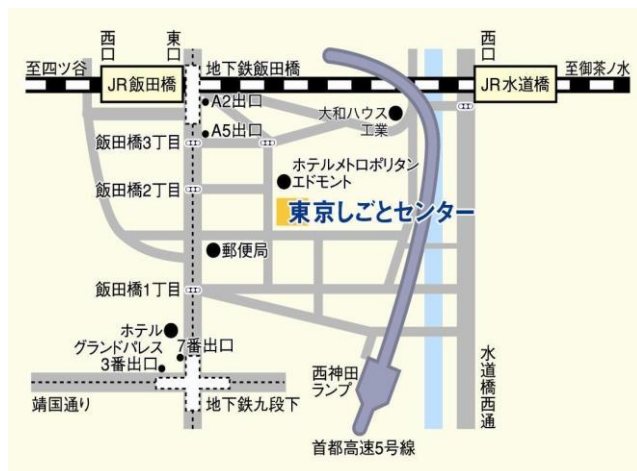 西口
東口
西口
至四ツ谷
地下鉄飯田橋
至御茶ノ水
JR飯田橋
JR水道橋
A2出口
大和ハウス
工業
A5出口
飯田橋3丁目
ホテルメトロポリタン
エドモント
飯田橋2丁目
東京しごとセンター
郵便局
飯田橋1丁目
ホテル
グランドパレス
7番出口
3番出口
西神田
ランプ
水道橋西通
靖国通り
地下鉄九段下
首都高速5号線